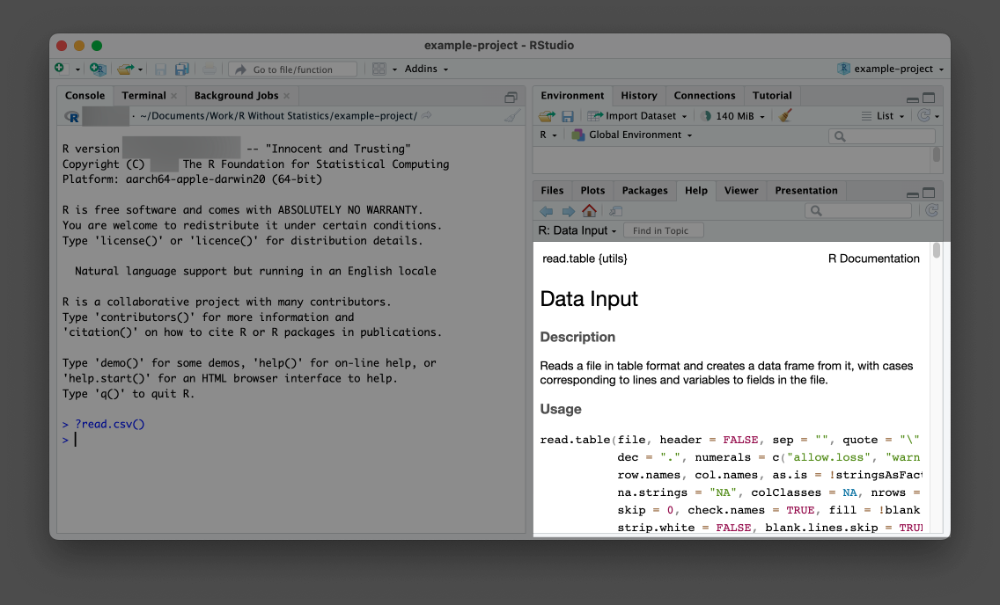 example-project - RStudio
Go to file/function
Addins
example-project
Console
Terminal
Background Jobs
· ~/Documents/Work/R Without Statistics/example-project/
R version -- "Innocent and Trusting"
Copyright (C) The R Foundation for Statistical Computing
Platform: aarch64-apple-darwin20 (64-bit)
R is free software and comes with ABSOLUTELY NO WARRANTY.
You are welcome to redistribute it under certain conditions.
Type 'license()' or 'licence()' for distribution details.
Natural language support but running in an English locale
R is a collaborative project with many contributors.
Type 'contributors()' for more information and
'citation()' on how to cite R or R packages in publications.
Type 'demo()' for some demos, 'help()' for on-line help, or
'help.start()' for an HTML browser interface to help.
Type 'q()' to quit R.
> ?read.csv()
>
Environment
History
Connections
Tutorial
Import Dataset
140 MiB
List
R
Global Environment
Files
Plots
Packages
Help
Viewer
Presentation
R: Data Input
Find in Topic
read.table {utils}
R Documentation
Data Input
Description
Reads a file in table format and creates a data frame from it, with cases
corresponding to lines and variables to fields in the file.
Usage
read.table(file, header = FALSE, sep = "", quote = "\"
dec = ".", numerals = c("allow.loss", "warn
row.names, col.names, as.is = !stringsAsFact
na.strings = "NA", colClasses = NA, nrows =
skip = 0, check.names = TRUE, fill = !blank
strip.white = FALSE, blank.lines.skip = TRU